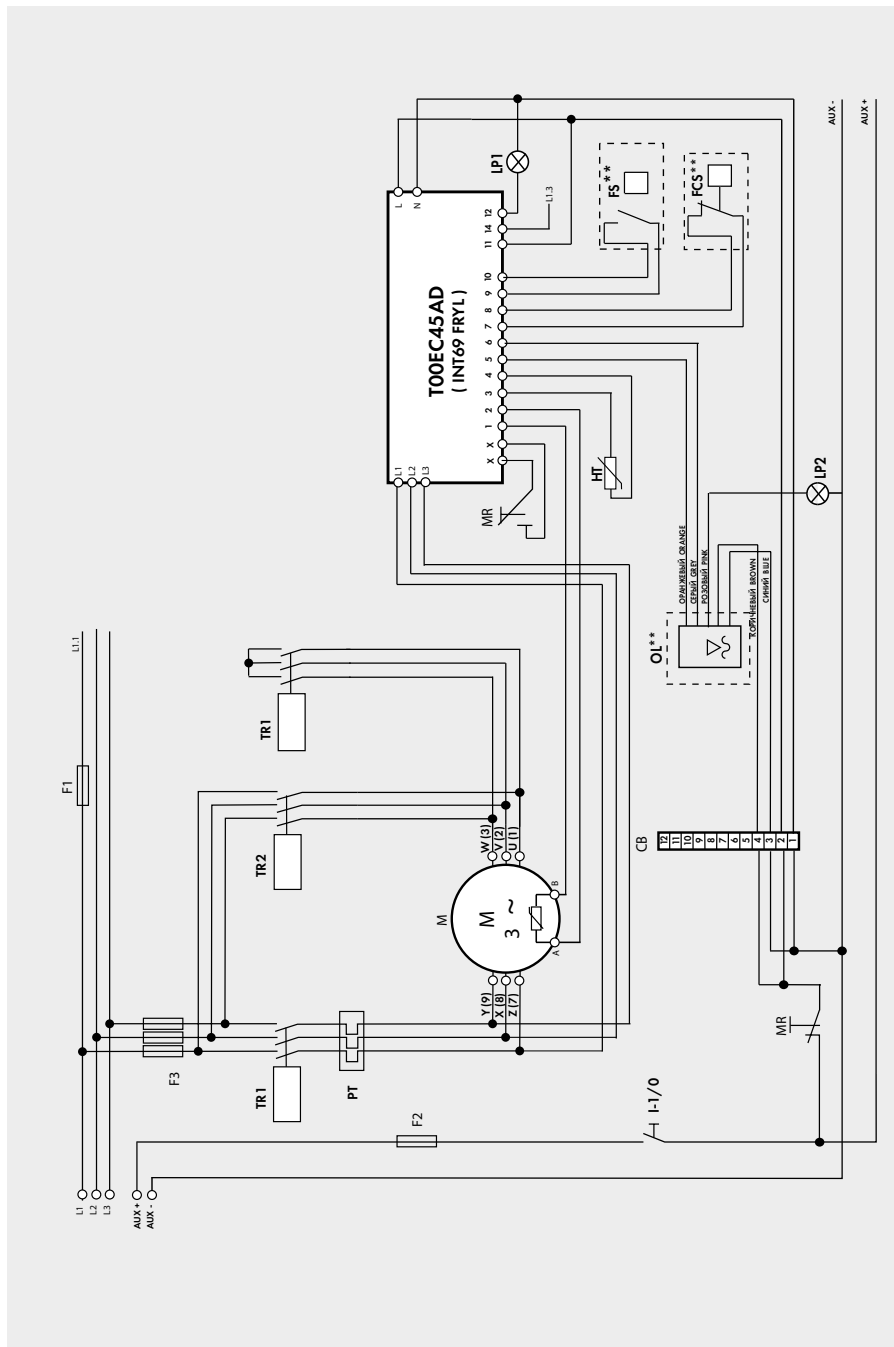 L1
L2
L3
AUX +
AUX -
F1
L1.1
F3
TR1
PT
F2
I-1/0
MR
TR2
TR1
M
M
3 ~
W (3)
V (2)
U (1)
Y (9)
X (8)
Z (7)
A
B
CB
12
11
10
9
8
7
6
5
4
3
2
1
OL**
ОРАНЖЕВЫЙ ORANGE
СЕРЫЙ GREY
РОЗОВЫЙ PINK
КОРИЧНЕВЫЙ BROWN
СИНИЙ BLUE
LP2
MR
HT
T00EC45AD
( INT69 FRYL )
L1
L2
L3
L
N
X
X
1
2
3
4
5
6
7
8
9
10
11
14
12
LP1
L1.3
FS**
FCS**
AUX -
AUX +